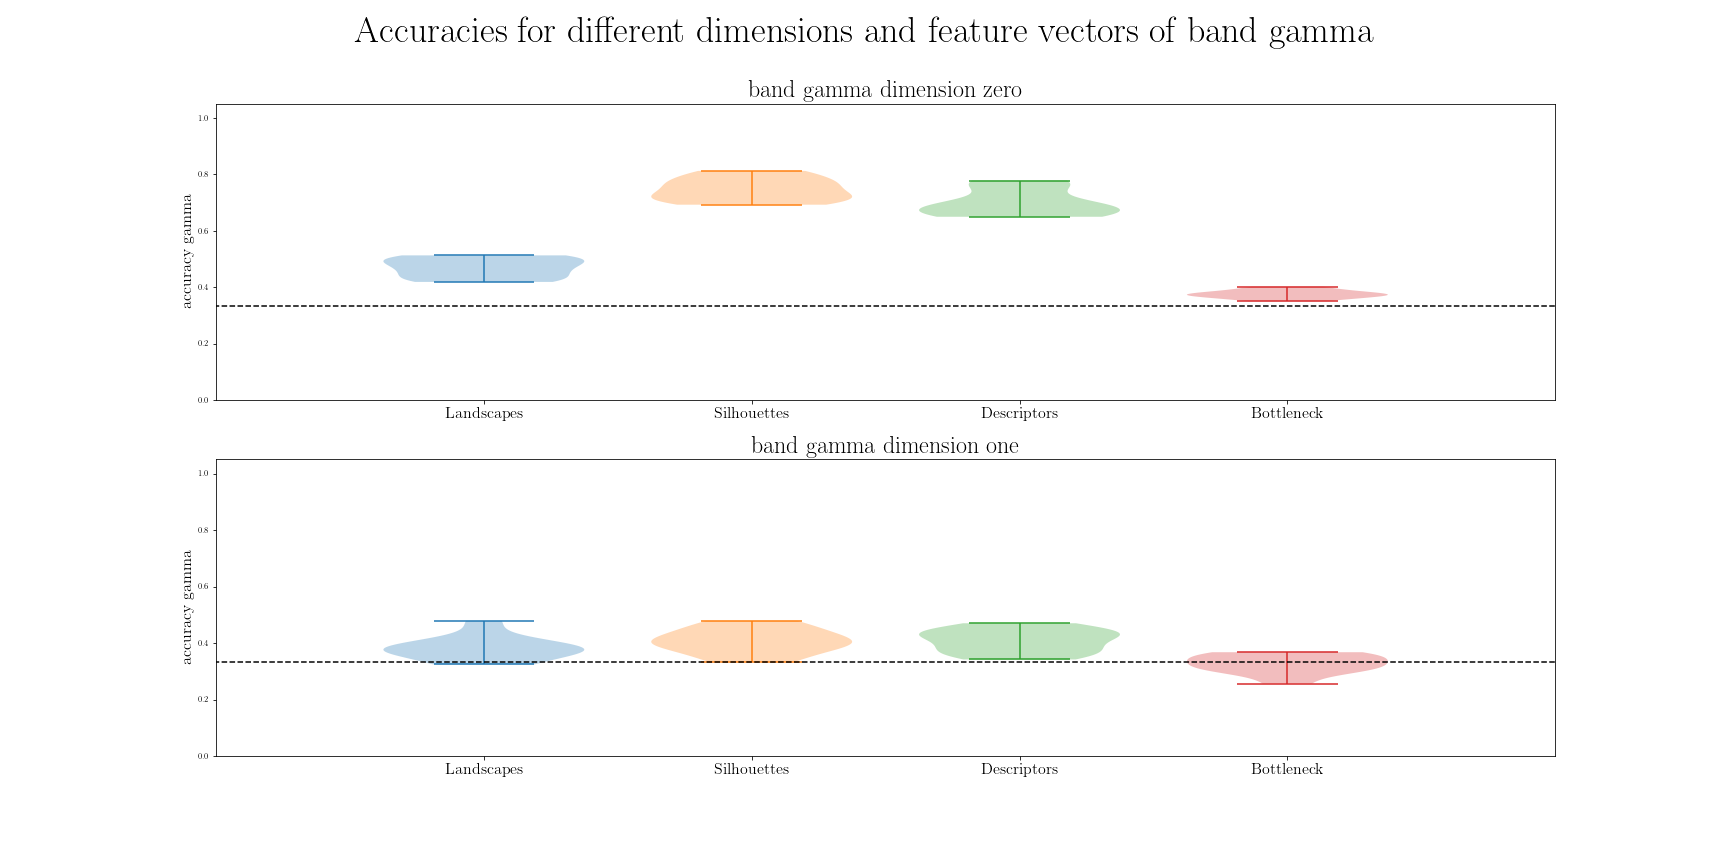 Accuracies for different dimensions and feature vectors of band gamma
band gamma dimension zero
1.0
0.8
0.6
0.4
0.2
0.0
accuracy gamma
Landscapes Silhouettes Descriptors Bottleneck
band gamma dimension one
1.0
0.8
0.6
0.4
0.2
0.0
accuracy gamma
Landscapes Silhouettes Descriptors Bottleneck